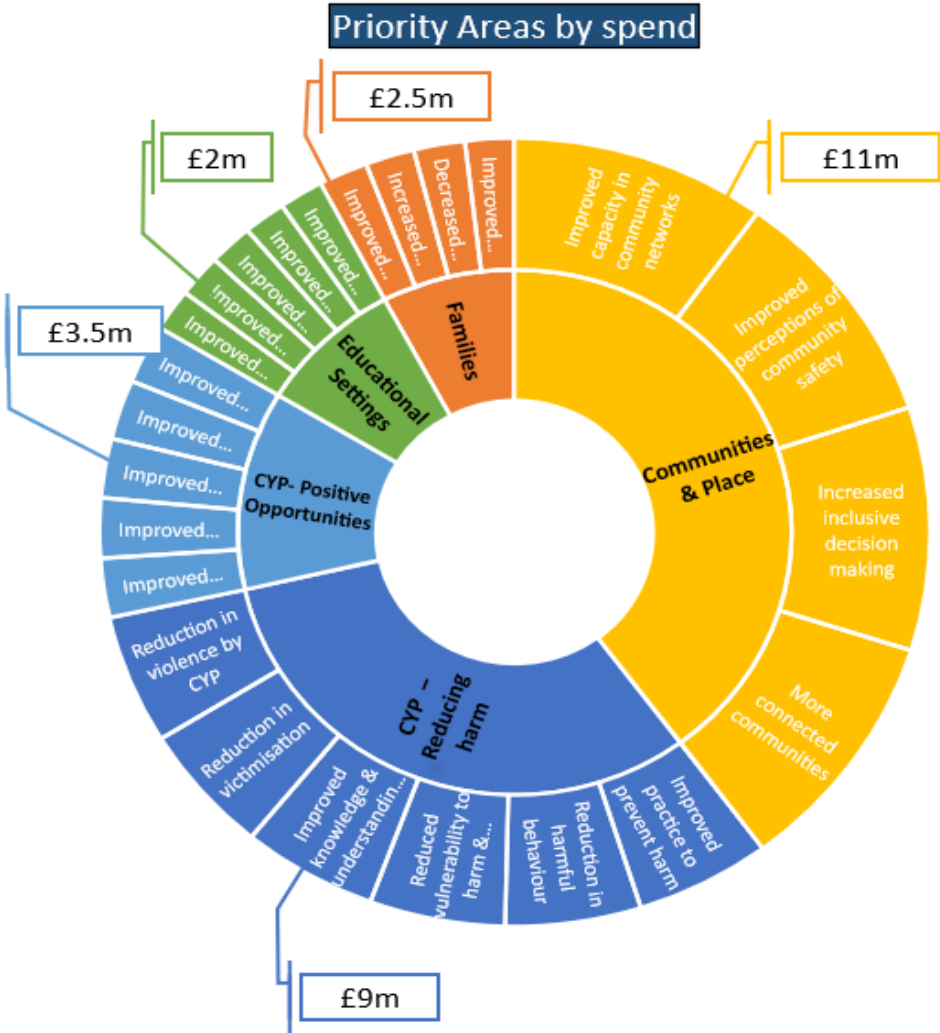 Priority Areas by spend
£2.5m
£2m
£11m
£3.5m
Improved
capacity in
community
networks
Improved
perceptions of
community
safety
Increased
inclusive
decision
making
More
connected
communities
Communities
& Place
Improved
practice to
prevent harm
Reduction in
harmful
behaviour
Reduced
vulnerability to
harm &...
Improved
knowledge &
understandin...
Reduction in
victimisation
Reduction in
violence by
CYP
CYP –
Reducing
harm
Improved...
Improved...
Improved...
Improved...
Improved...
CYP- Positive
Opportunities
Improved...
Improved...
Improved...
Improved...
Improved...
Educational
Settings
Improved...
Increased...
Decreased...
Improved...
Families
£9m